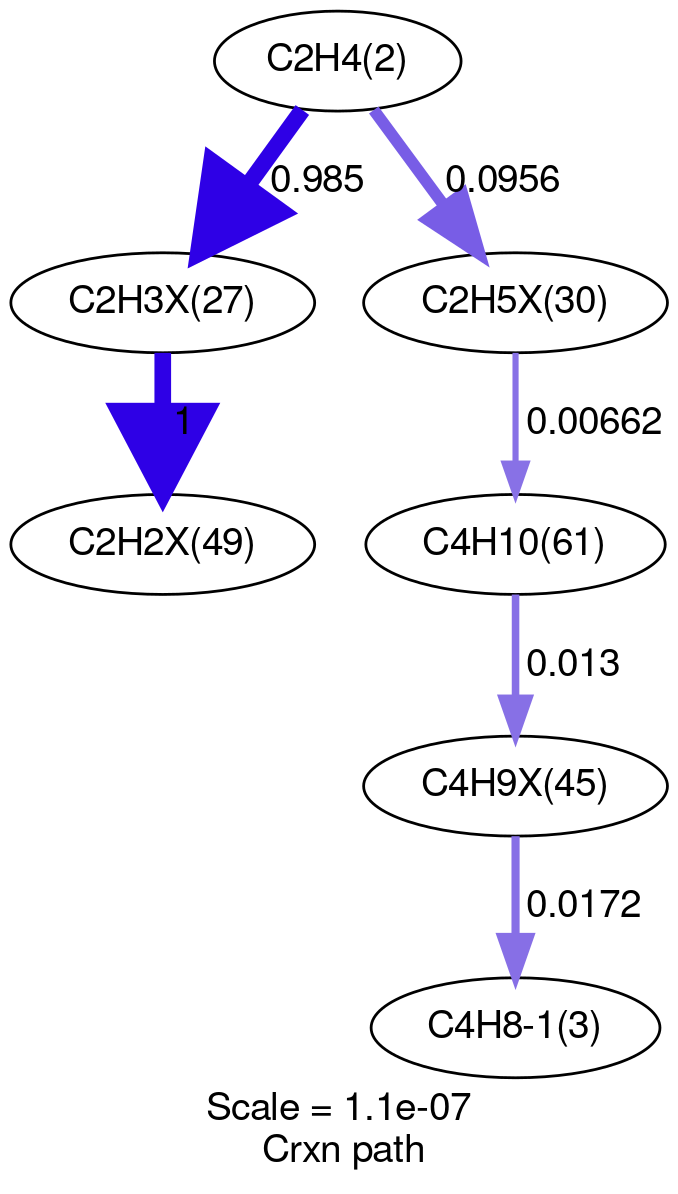 C2H4(2)
0.985
0.0956
C2H3X(27)
C2H5X(30)
1
0.00662
C2H2X(49)
C4H10(61)
0.013
C4H9X(45)
0.0172
C4H8-1(3)
Scale = 1.1e-07
Crxn path